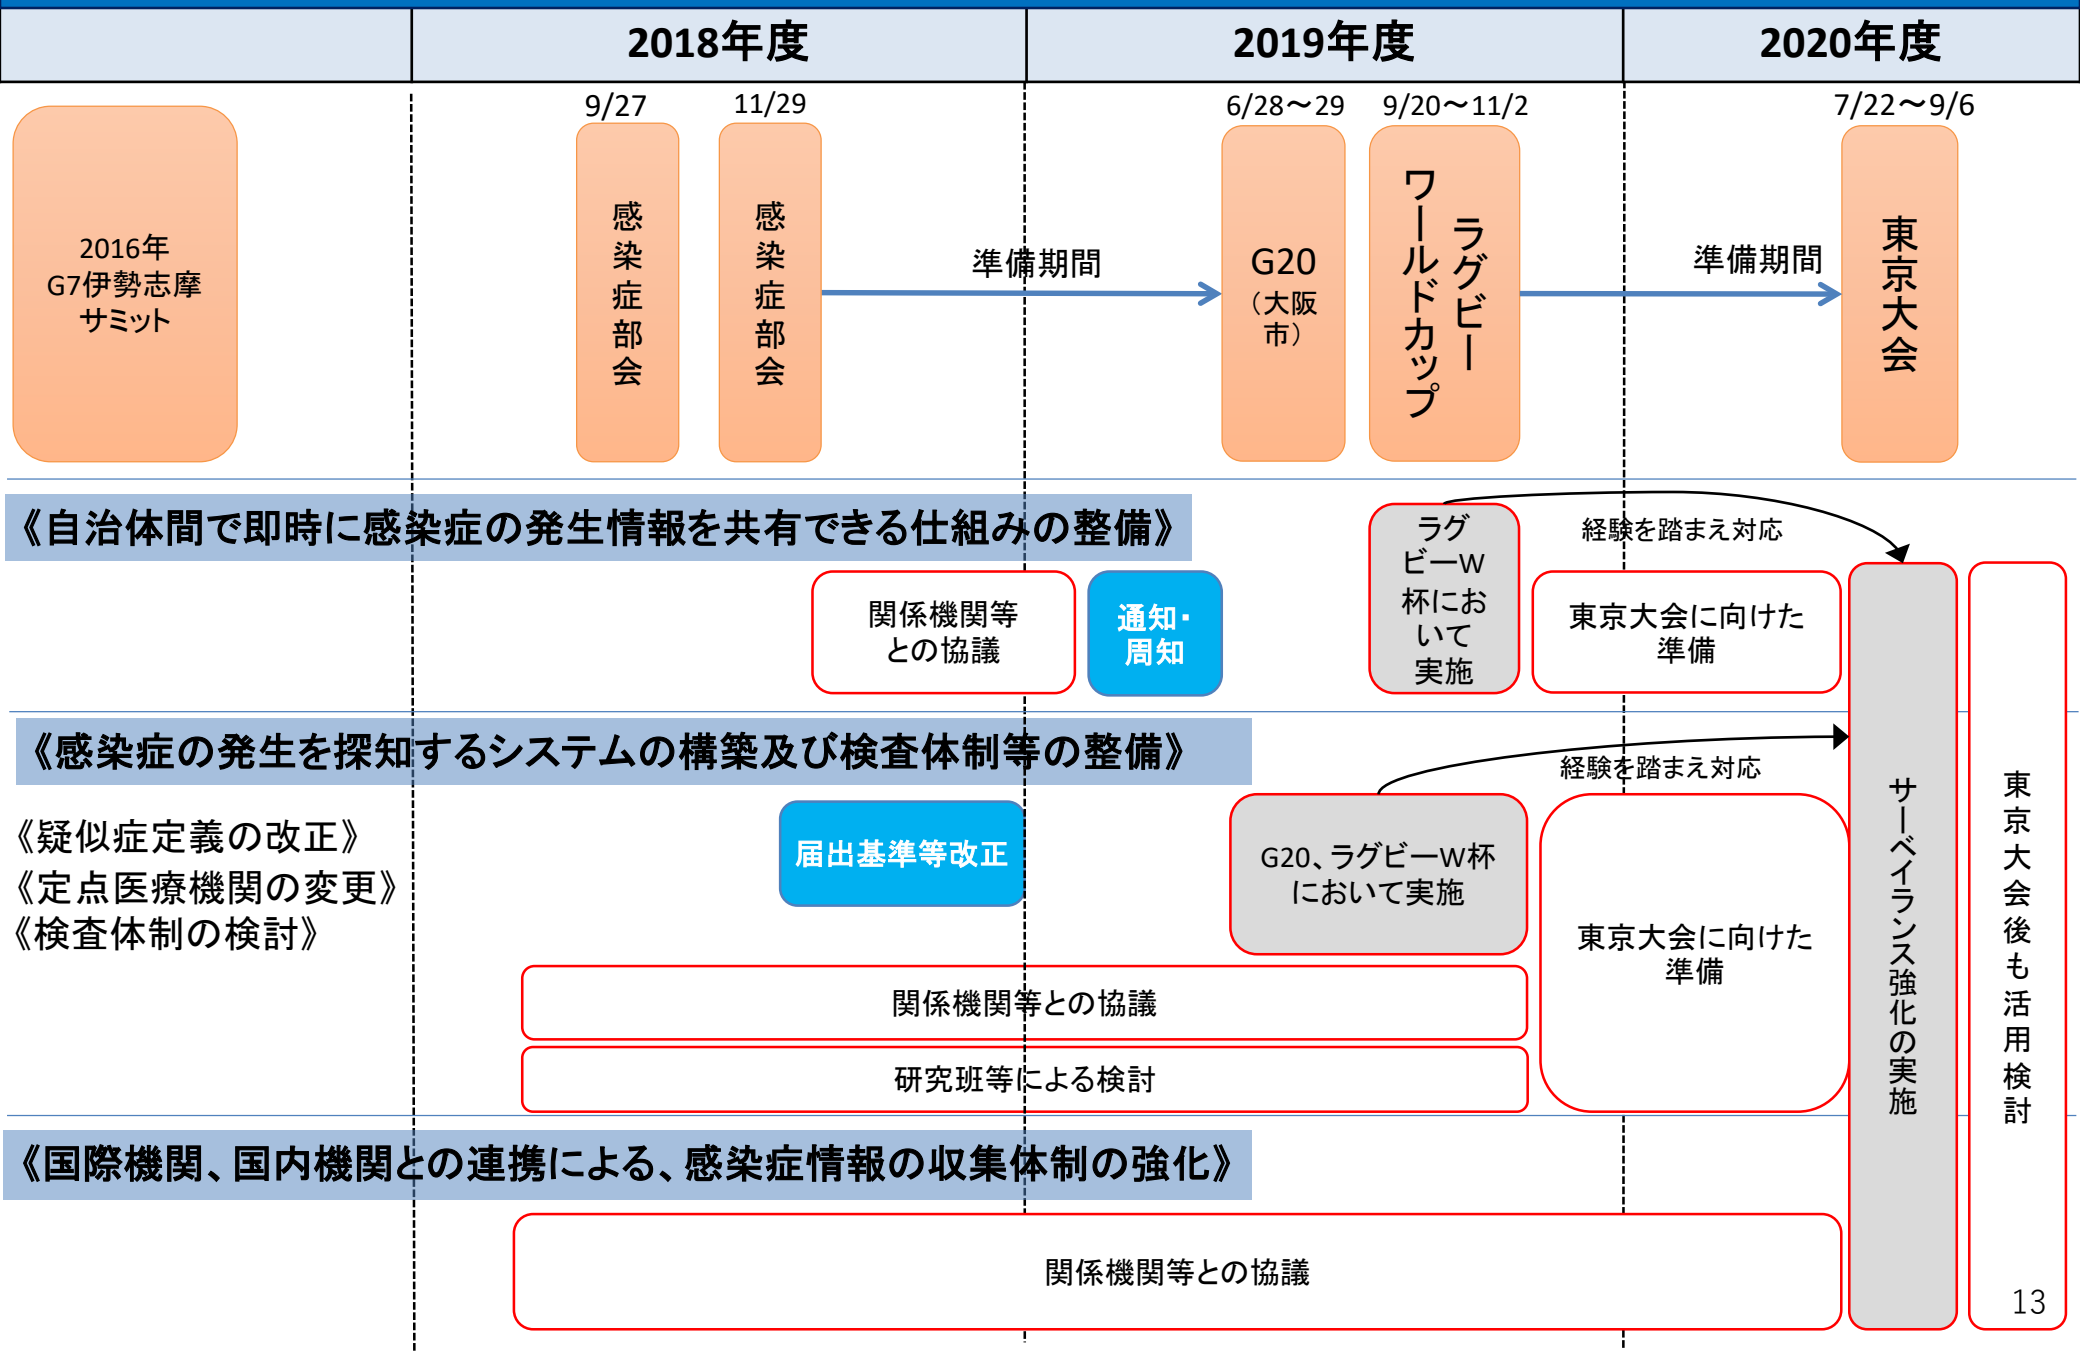 2018年度
2019年度
2020年度
9/27
11/29
6/28～29
9/20～11/2
7/22～9/6
2016年
G7伊勢志摩
サミット
感染症部会
感染症部会
準備期間
G20
（大阪
市）
ラグビー
ワールドカップ
準備期間
東京大会
《自治体間で即時に感染症の発生情報を共有できる仕組みの整備》
関係機関等
との協議
通知・
周知
ラグ
ビーW
杯にお
いて
実施
経験を踏まえ対応
東京大会に向けた
準備
《感染症の発生を探知するシステムの構築及び検査体制等の整備》
《疑似症定義の改正》
《定点医療機関の変更》
《検査体制の検討》
届出基準等改正
G20、ラグビーW杯
において実施
経験を踏まえ対応
東京大会に向けた
準備
関係機関等との協議
研究班等による検討
サーベイランス強化の実施
東京大会後も活用検討
《国際機関、国内機関との連携による、感染症情報の収集体制の強化》
関係機関等との協議
13